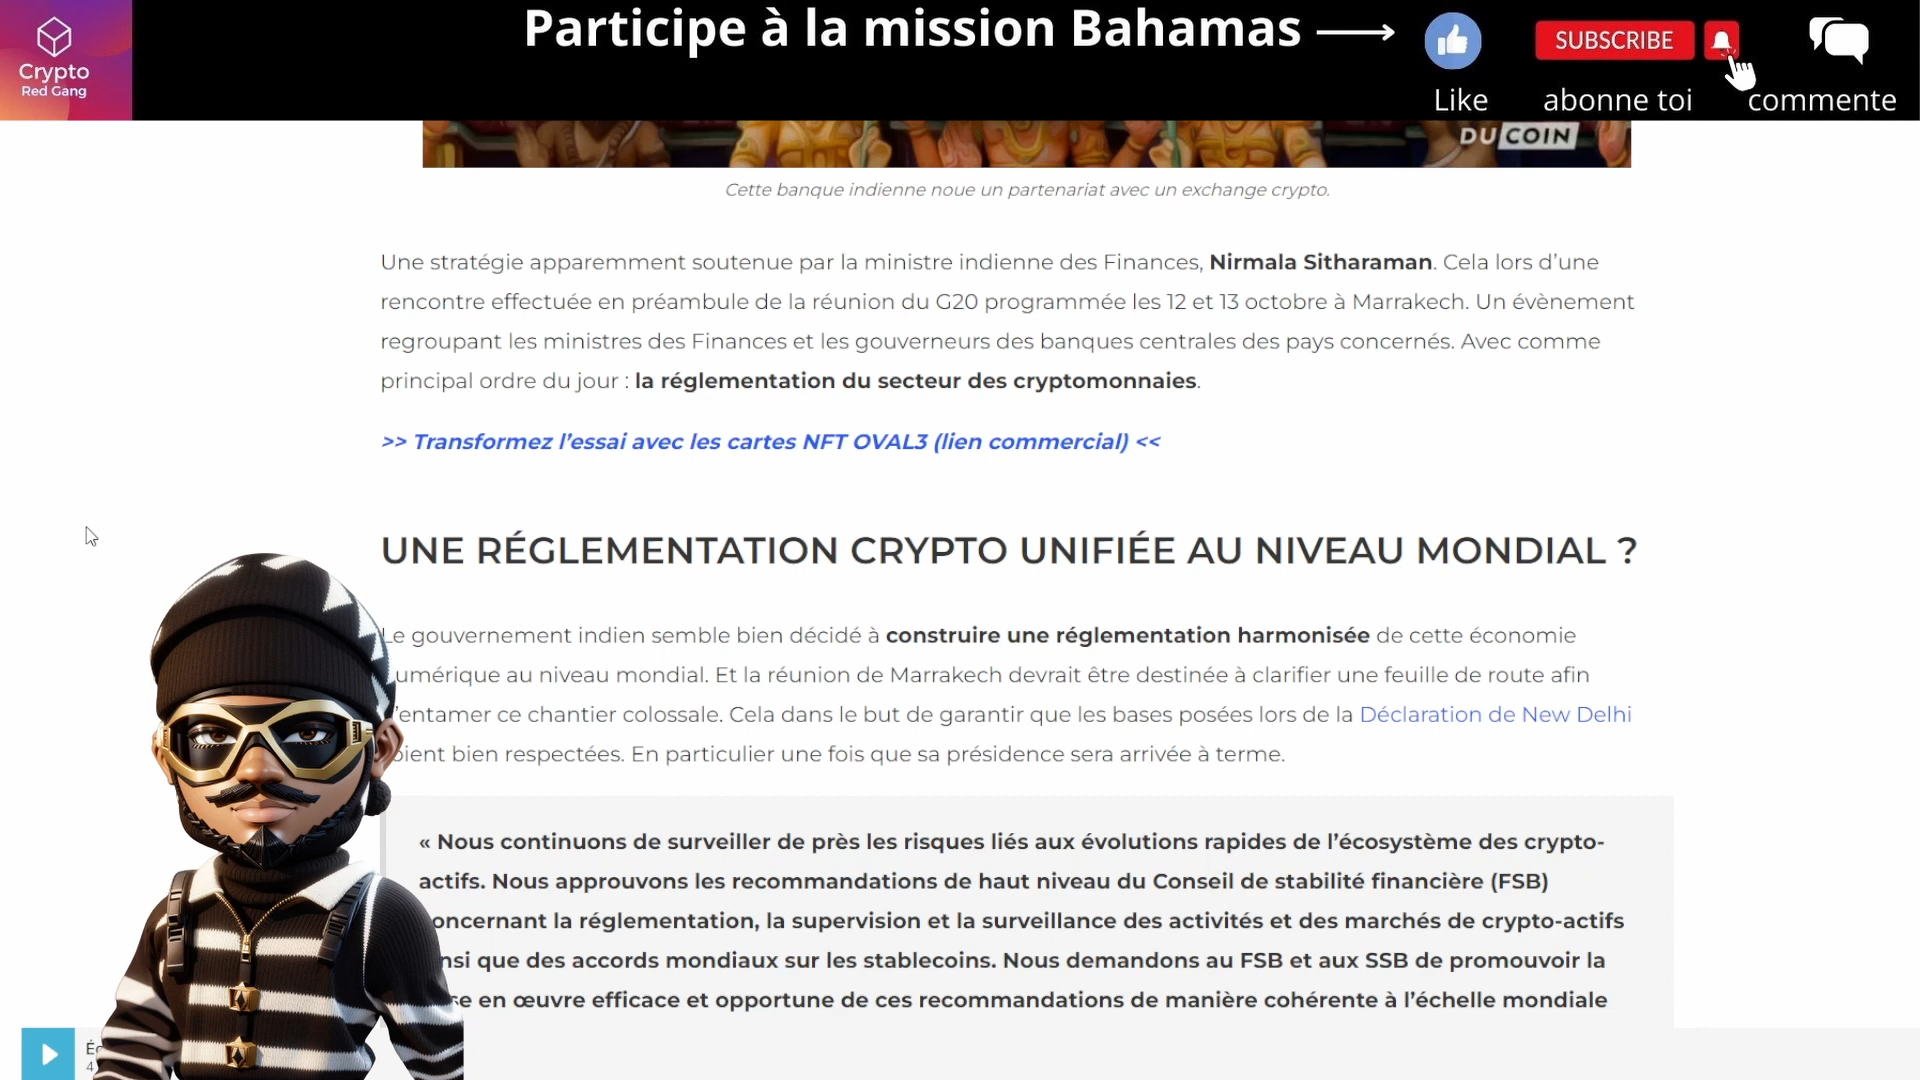 Crypto
Red Gang
Participe à la mission Bahamas
SUBSCRIBE
Like
abonne toi
commente
DU COIN
Cette banque indienne noue un partenariat avec un exchange crypto.
Une stratégie apparemment soutenue par la ministre indienne des Finances, Nirmala Sitharaman. Cela lors d’une
rencontre effectuée en préambule de la réunion du G20 programmée les 12 et 13 octobre à Marrakech. Un évènement
regroupant les ministres des Finances et les gouverneurs des banques centrales des pays concernés. Avec comme
principal ordre du jour : la réglementation du secteur des cryptomonnaies.
>> Transformez l’essai avec les cartes NFT OVAL3 (lien commercial) <<
UNE RÉGLEMENTATION CRYPTO UNIFIÉE AU NIVEAU MONDIAL ?
Le gouvernement indien semble bien décidé à construire une réglementation harmonisée de cette économie
umérique au niveau mondial. Et la réunion de Marrakech devrait être destinée à clarifier une feuille de route afin
’entamer ce chantier colossale. Cela dans le but de garantir que les bases posées lors de la Déclaration de New Delhi
oient bien respectées. En particulier une fois que sa présidence sera arrivée à terme.
« Nous continuons de surveiller de près les risques liés aux évolutions rapides de l’écosystème des crypto-
actifs. Nous approuvons les recommandations de haut niveau du Conseil de stabilité financière (FSB)
oncernant la réglementation, la supervision et la surveillance des activités et des marchés de crypto-actifs
nsi que des accords mondiaux sur les stablecoins. Nous demandons au FSB et aux SSB de promouvoir la
se en œuvre efficace et opportune de ces recommandations de manière cohérente à l’échelle mondiale